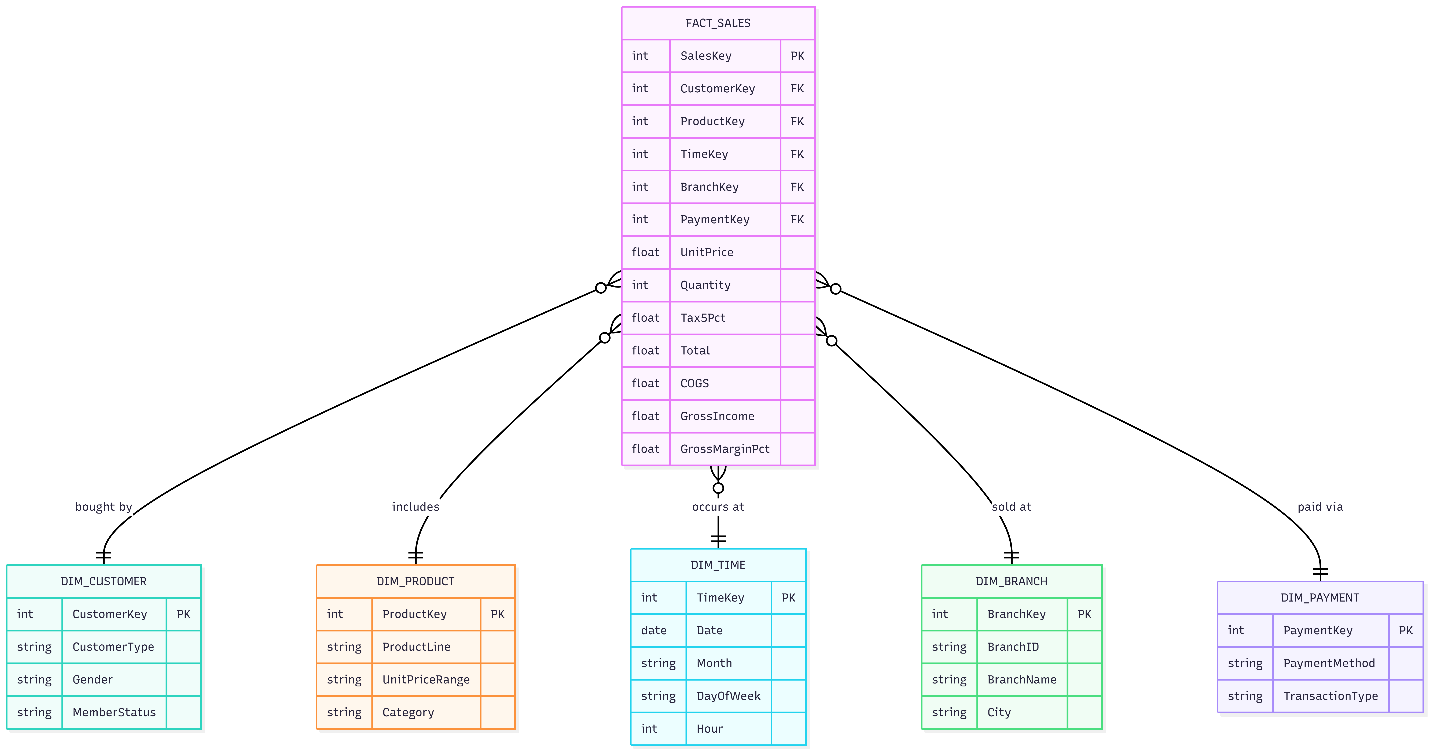 FACT_SALES
int SalesKey PK
int CustomerKey FK
int ProductKey FK
int TimeKey FK
int BranchKey FK
int PaymentKey FK
float UnitPrice
int Quantity
float Tax5Pct
float Total
float COGS
float GrossIncome
float GrossMarginPct
bought by
includes
occurs at
sold at
paid via
DIM_CUSTOMER
int CustomerKey PK
string CustomerType
string Gender
string MemberStatus
DIM_PRODUCT
int ProductKey PK
string ProductLine
string UnitPriceRange
string Category
DIM_TIME
int TimeKey PK
date Date
string Month
string DayOfWeek
int Hour
DIM_BRANCH
int BranchKey PK
string BranchID
string BranchName
string City
DIM_PAYMENT
int PaymentKey PK
string PaymentMethod
string TransactionType